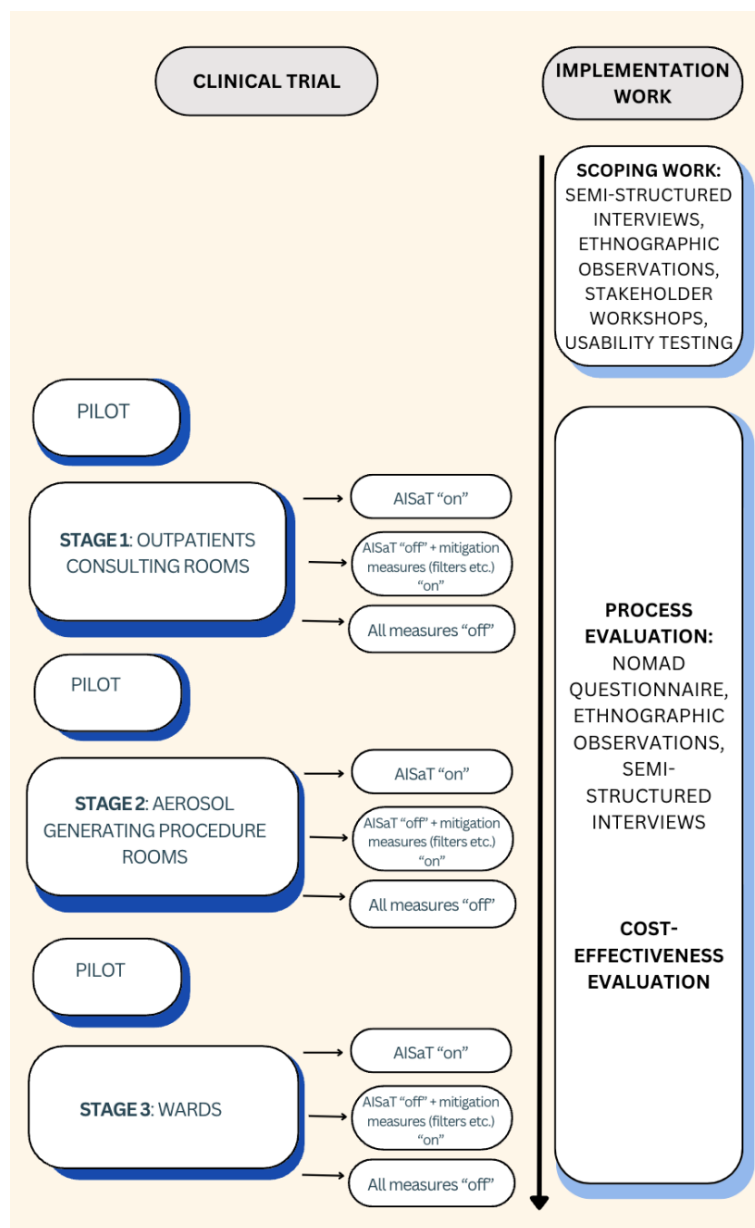 CLINICAL TRIAL
IMPLEMENTATION
WORK
SCOPING WORK:
SEMI-STRUCTURED
INTERVIEWS,
ETHNOGRAPHIC
OBSERVATIONS,
STAKEHOLDER
WORKSHOPS,
USABILITY TESTING
PILOT
STAGE 1: OUTPATIENTS
CONSULTING ROOMS
AISaT “on”
AISaT “off” + mitigation
measures (filters etc.)
“on”
All measures “off”
PILOT
STAGE 2: AEROSOL
GENERATING PROCEDURE
ROOMS
AISaT “on”
AISaT “off” + mitigation
measures (filters etc.)
“on”
All measures “off”
PILOT
STAGE 3: WARDS
AISaT “on”
AISaT “off” + mitigation
measures (filters etc.)
“on”
All measures “off”
PROCESS
EVALUATION:
NOMAD
QUESTIONNAIRE,
ETHNOGRAPHIC
OBSERVATIONS,
SEMI-
STRUCTURED
INTERVIEWS
COST-
EFFECTIVENESS
EVALUATION